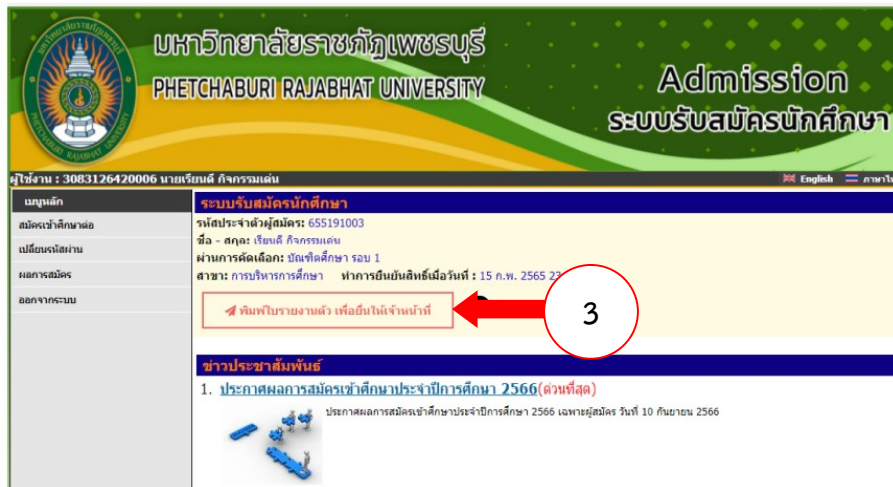 มหาวิทยาลัยราชภัฏเพชรบุรี
PHETCHABURI RAJABHAT UNIVERSITY
Admission
ระบบรับสมัครนักศึกษา
ผู้ใช้งาน : 3083126420006 นายเรียนดี กิจกรรมเด่น
English
เมนูหลัก
สมัครเข้าศึกษาต่อ
เปลี่ยนรหัสผ่าน
ผลการสมัคร
ออกจากระบบ
ระบบรับสมัครนักศึกษา
รหัสประจำตัวผู้สมัคร: 655191003
ชื่อ - สกุล: เรียนดี กิจกรรมเด่น
ผ่านการคัดเลือก: บัณฑิตศึกษา รอบ 1
สาขา: การบริหารการศึกษา ทำการยืนยันสิทธิ์เมื่อวันที่ : 15 ก.พ. 2565
พิมพ์ใบรายงานตัว เพื่อยื่นให้เจ้าหน้าที่
3
ข่าวประชาสัมพันธ์
1. ประกาศผลการสมัครเข้าศึกษาประจำปีการศึกษา 2566(ด่วนที่สุด)
ประกาศผลการสมัครเข้าศึกษาประจำปีการศึกษา 2566 เฉพาะผู้สมัคร วันที่ 10 กันยายน 2566